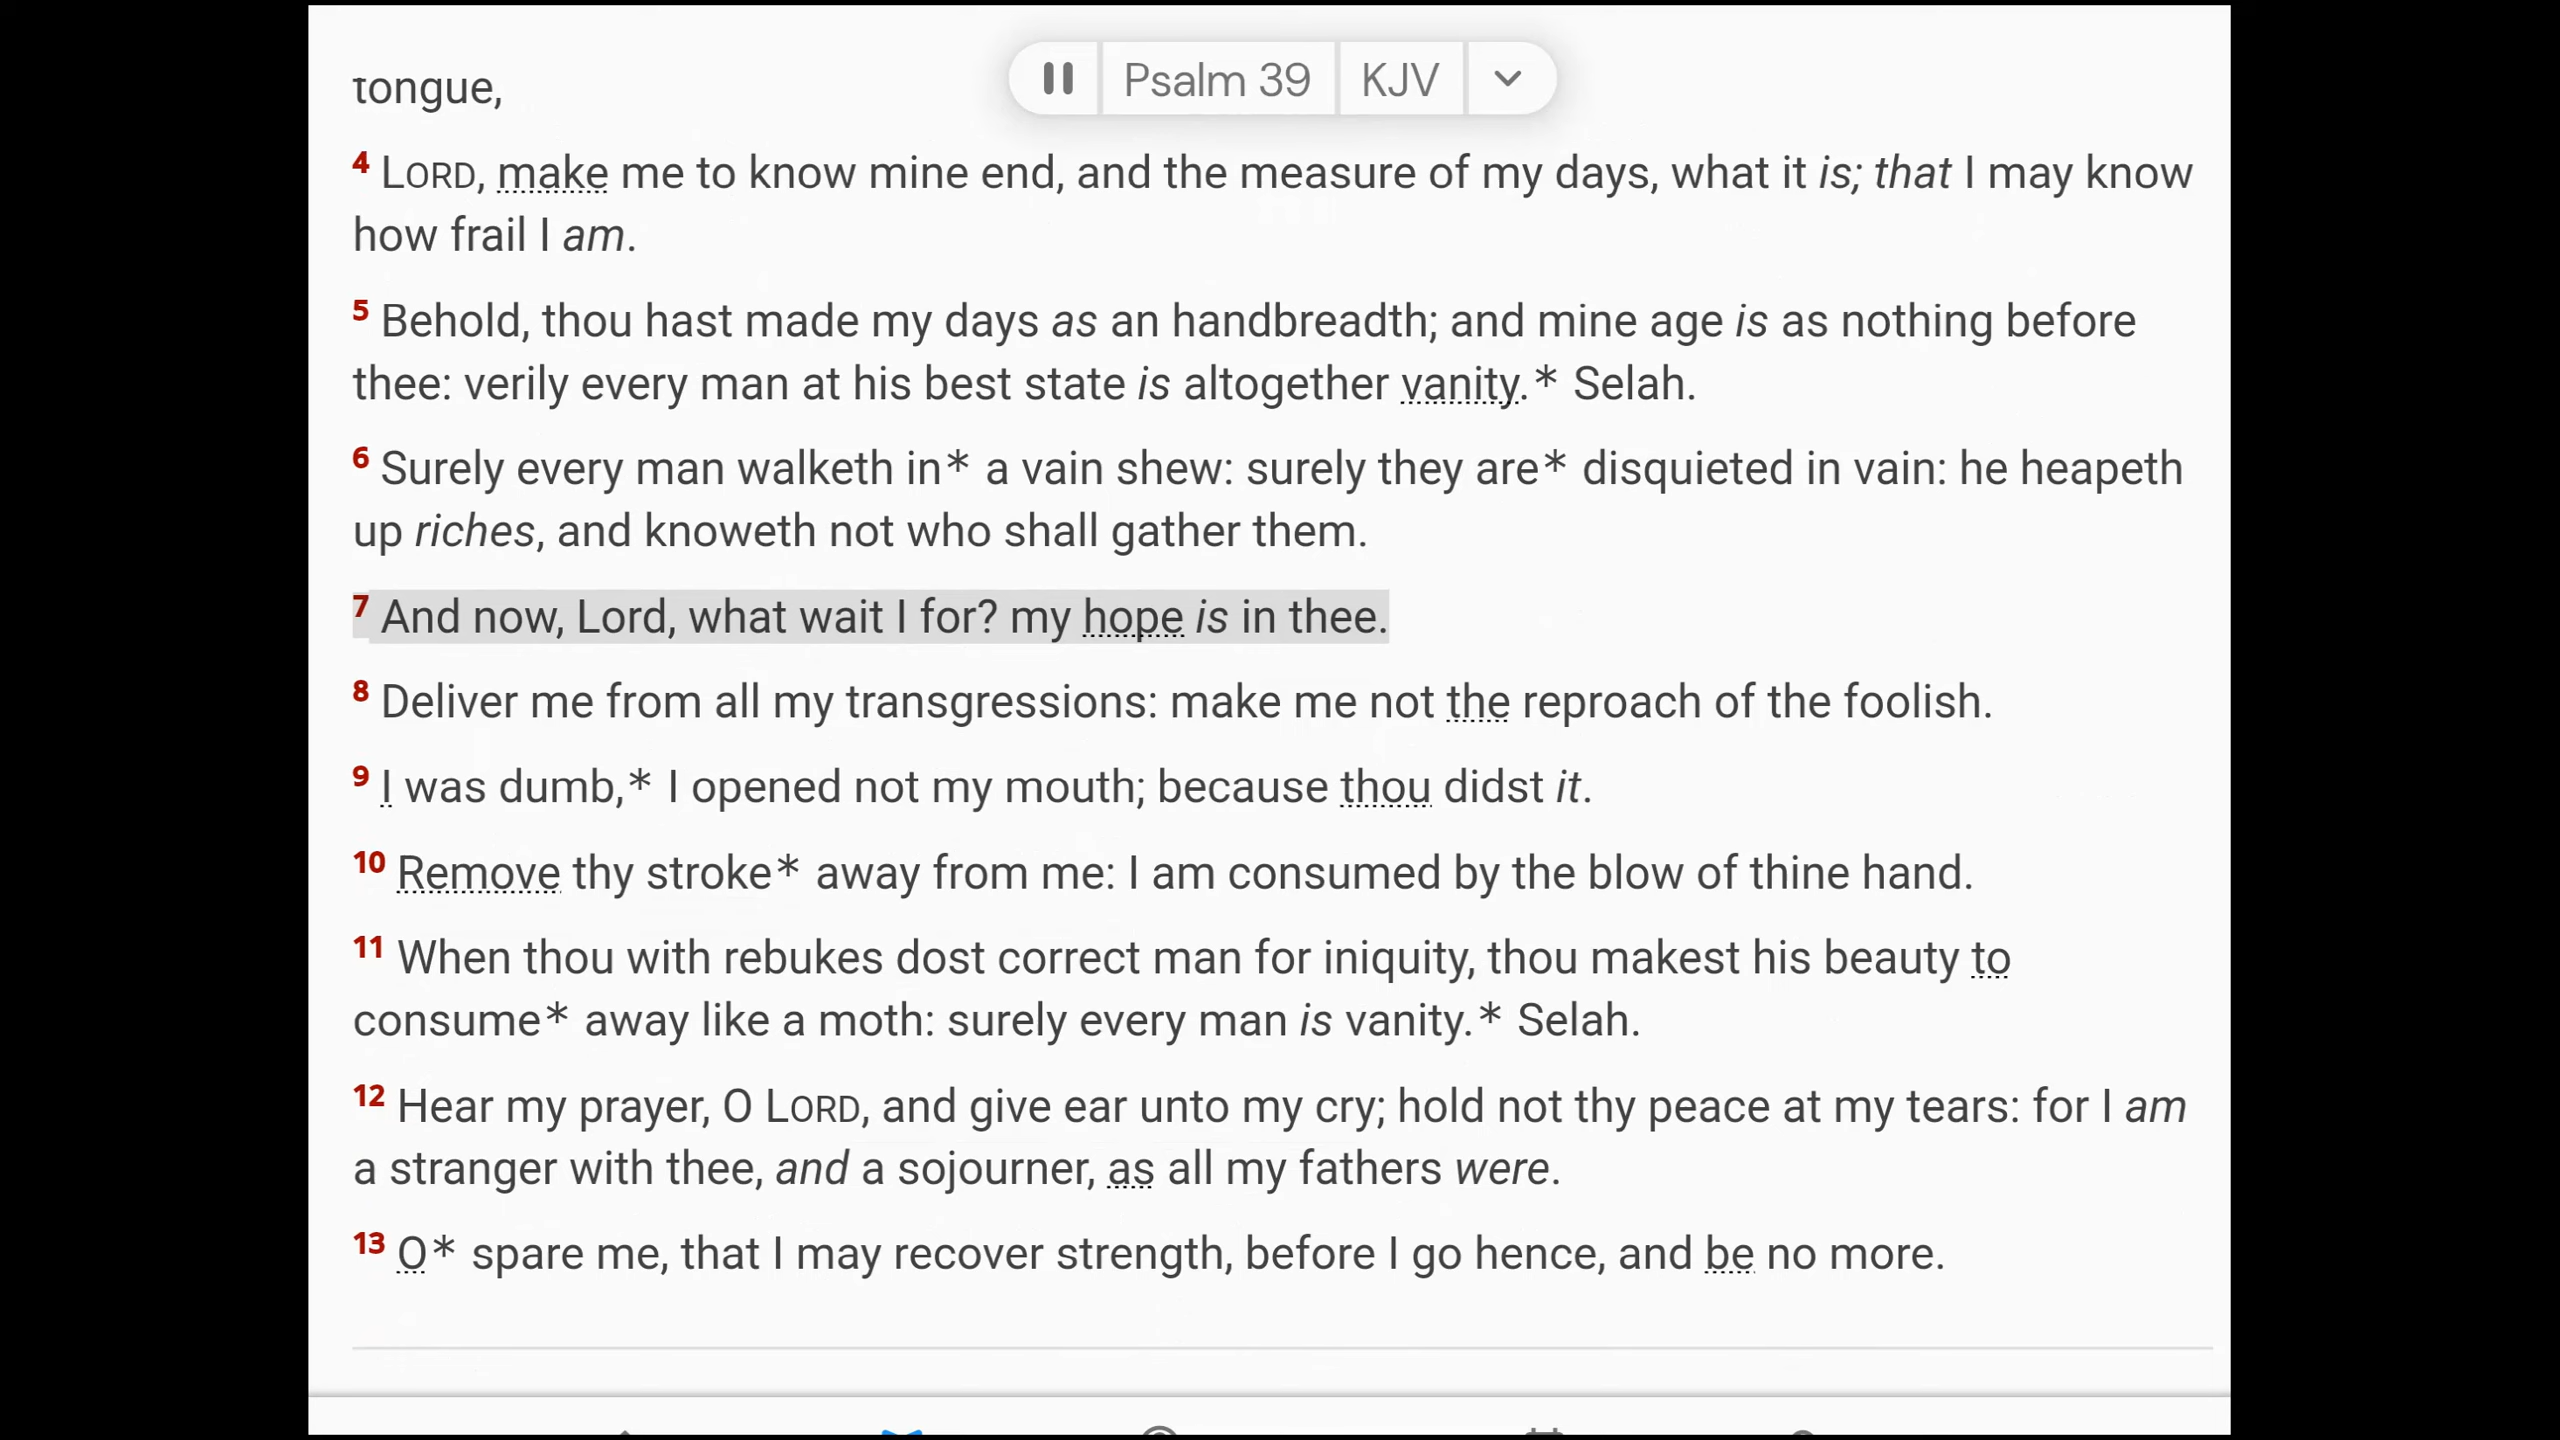 Psalm 39 KJV
tongue,
4 LORD, make me to know mine end, and the measure of my days, what it is; that I may know
how frail I am.
5 Behold, thou hast made my days as an handbreadth; and mine age is as nothing before
thee: verily every man at his best state is altogether vanity.* Selah.
6 Surely every man walketh in* a vain shew: surely they are* disquieted in vain: he heapeth
up riches, and knoweth not who shall gather them.
7 And now, Lord, what wait I for? my hope is in thee.
8 Deliver me from all my transgressions: make me not the reproach of the foolish.
9 I was dumb,* I opened not my mouth; because thou didst it.
10 Remove thy stroke* away from me: I am consumed by the blow of thine hand.
11 When thou with rebukes dost correct man for iniquity, thou makest his beauty to
consume* away like a moth: surely every man is vanity.* Selah.
12 Hear my prayer, O LORD, and give ear unto my cry; hold not thy peace at my tears: for I am
a stranger with thee, and a sojourner, as all my fathers were.
13 O* spare me, that I may recover strength, before I go hence, and be no more.